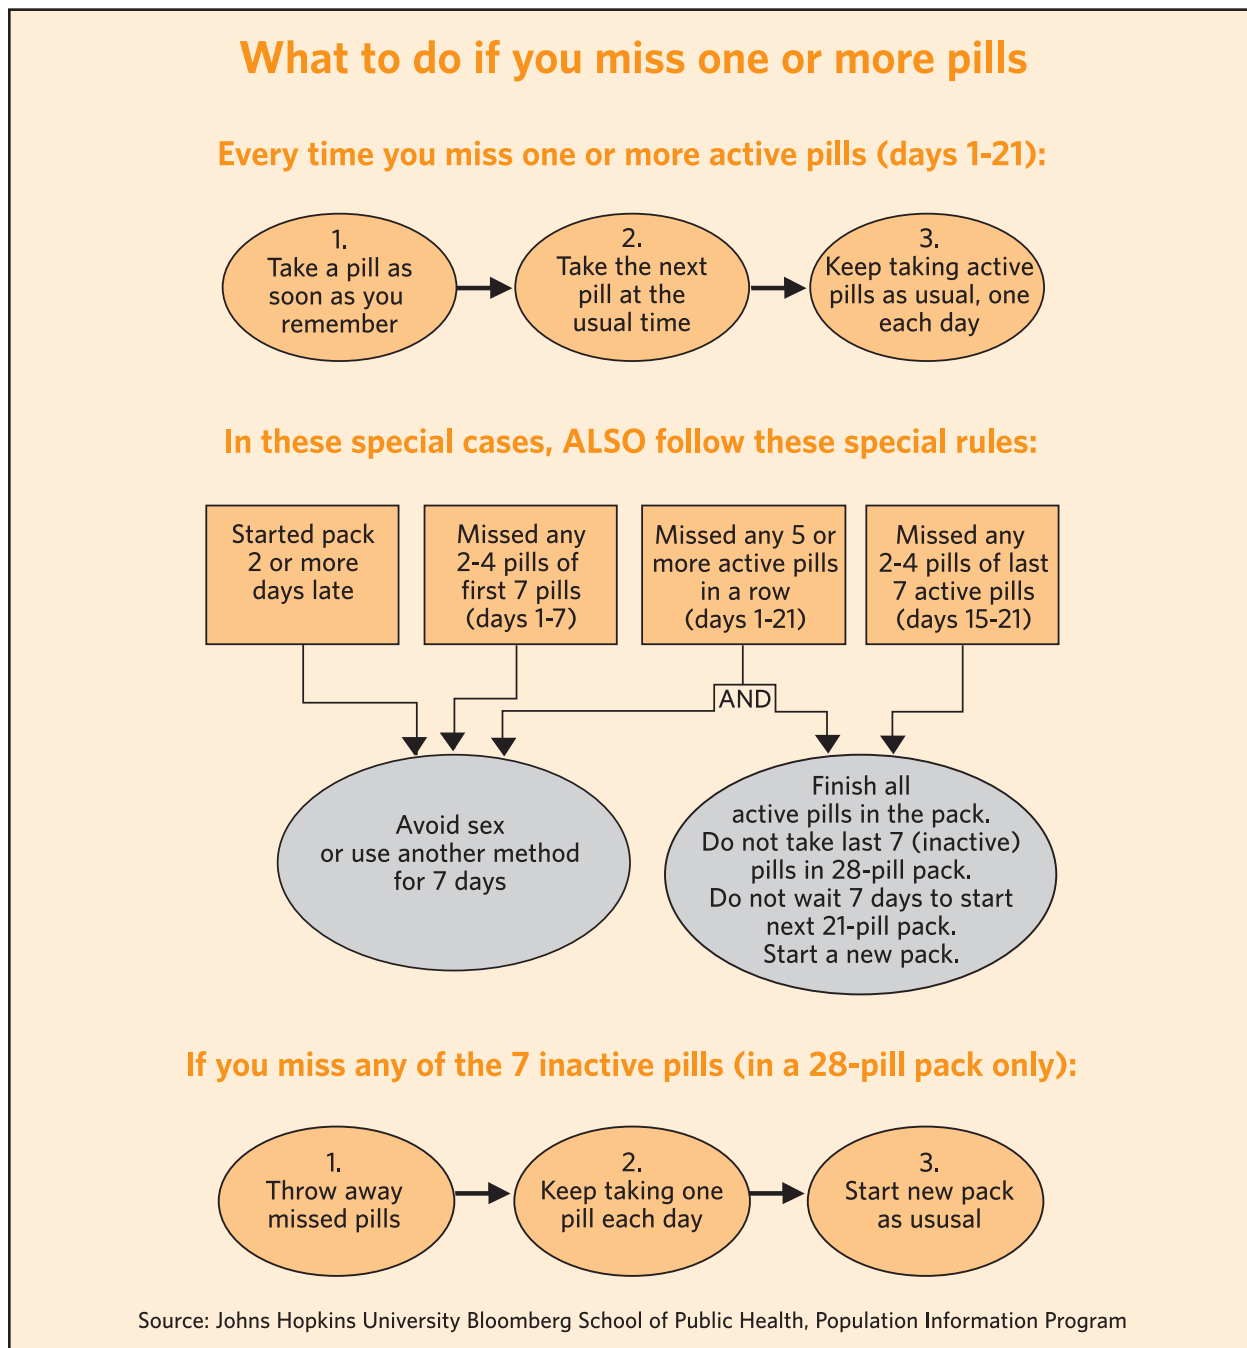 What to do if you miss one or more pills
Every time you miss one or more active pills (days 1-21):
1.
Take a pill as
soon as you
remember
2.
Take the next
pill at the
usual time
3.
Keep taking active
pills as usual, one
each day
In these special cases, ALSO follow these special rules:
Started pack
2 or more
days late
Missed any
2-4 pills of
first 7 pills
(days 1-7)
Missed any 5 or
more active pills
in a row
(days 1-21)
Missed any
2-4 pills of last
7 active pills
(days 15-21)
AND
Avoid sex
or use another method
for 7 days
Finish all
active pills in the pack.
Do not take last 7 (inactive)
pills in 28-pill pack.
Do not wait 7 days to start
next 21-pill pack.
Start a new pack.
If you miss any of the 7 inactive pills (in a 28-pill pack only):
1.
Throw away
missed pills
2.
Keep taking one
pill each day
3.
Start new pack
as ususal
Source: Johns Hopkins University Bloomberg School of Public Health, Population Information Program